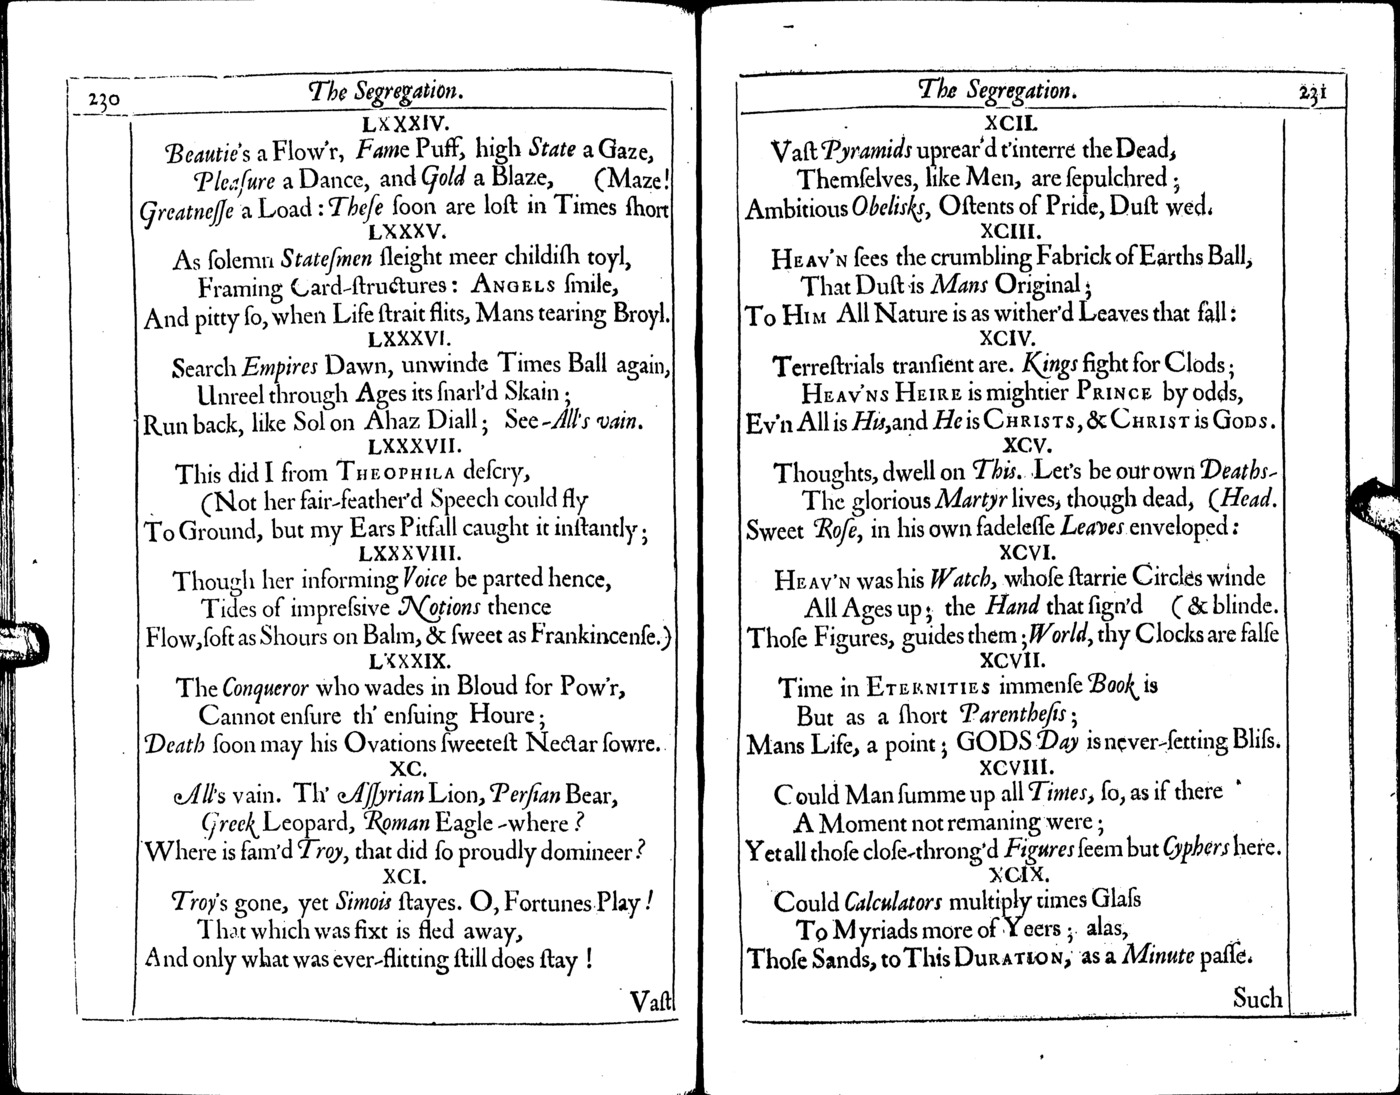 230
The Segregation.
LXXXIV.
Beautie's a Flow'r, Fame Puff, high State a Gaze,
Pleaſure a Dance, and Gold a Blaze, (Maze!
Greatneſſe a Load : Theſe ſoon are loſt in Times ſhort
LXXXV.
As ſolemn Stateſmen ſleight meer childiſh toyl,
Framing Card-ſtructures : ANGELS ſmile,
And pitty ſo, when Life ſtrait flits, Mans tearing Broyl.
LXXXVI.
Search Empires Dawn, unwinde Times Ball again,
Unreel through Ages its ſnarl'd Skain ;
Run back, like Sol on Ahaz Diall ; See-All's vain.
LXXXVII.
This did I from THEOPHILA deſcry,
(Not her fair-feather'd Speech could fly
To Ground, but my Ears Pitfall caught it inſtantly ;
LXXXVIII.
Though her informing Voice be parted hence,
Tides of impreſsive Notions thence
Flow, ſoft as Shours on Balm, & ſweet as Frankincenſe.)
LXXXIX.
The Conqueror who wades in Bloud for Pow'r,
Cannot enſure th' enſuing Houre ;
Death ſoon may his Ovations ſweeteſt Nectar ſowre.
XC.
All's vain. Th' Aſſyrian Lion, Perſian Bear,
Greek Leopard, Roman Eagle-where ?
Where is fam'd Troy, that did ſo proudly domineer ?
XCI.
Troy's gone, yet Simois ſtayes. O, Fortunes Play !
That which was fixt is fled away,
And only what was ever-flitting ſtill does ſtay !
Vaſt
The Segregation.
231
XCII.
Vaſt Pyramids uprear'd t'interre the Dead,
Themſelves, like Men, are ſepulchred ;
Ambitious Obelisks, Oſtents of Pride, Duſt wed.
XCIII.
HEAV'N ſees the crumbling Fabrick of Earths Ball,
That Duſt is Mans Original ;
To HIM All Nature is as wither'd Leaves that fall :
XCIV.
Terreſtrials tranſient are. Kings fight for Clods ;
HEAV'NS HEIRE is mightier PRINCE by odds,
Ev'n All is His, and He is CHRISTS, & CHRIST is GODS.
XCV.
Thoughts, dwell on This. Let's be our own Deaths-
The glorious Martyr lives, though dead, (Head.
Sweet Roſe, in his own fadeleſſe Leaves enveloped :
XCVI.
HEAV'N was his Watch, whoſe ſtarrie Circles winde
All Ages up ; the Hand that ſign'd (& blinde.
Thoſe Figures, guides them ; World, thy Clocks are falſe
XCVII.
Time in ETERNITIES immenſe Book is
But as a ſhort Parentheſis ;
Mans Life, a point ; GODS Day is never-ſetting Bliſs.
XCVIII.
Could Man ſumme up all Times, ſo, as if there
A Moment not remaning were ;
Yet all thoſe cloſe-throng'd Figures ſeem but Cyphers here.
XCIX.
Could Calculators multiply times Glaſs
To Myriads more of Yeers ; alas,
Thoſe Sands, to This DURATION, as a Minute paſſe.
Such